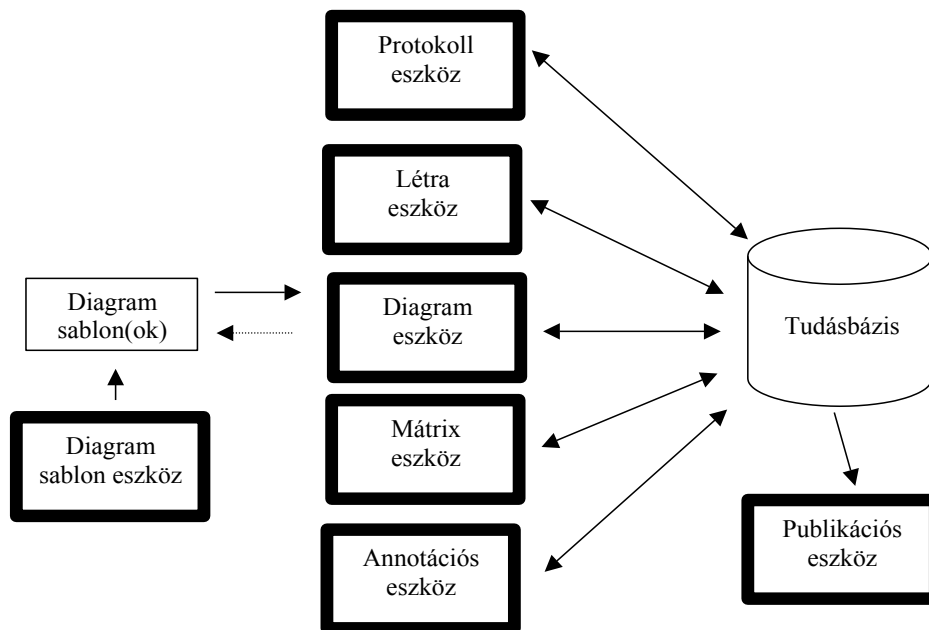 Protokoll
eszköz
Létra
eszköz
Diagram
sablon(ok)
Diagram
eszköz
Tudásbázis
Diagram
sablon eszköz
Mátrix
eszköz
Annotációs
eszköz
Publikációs
eszköz